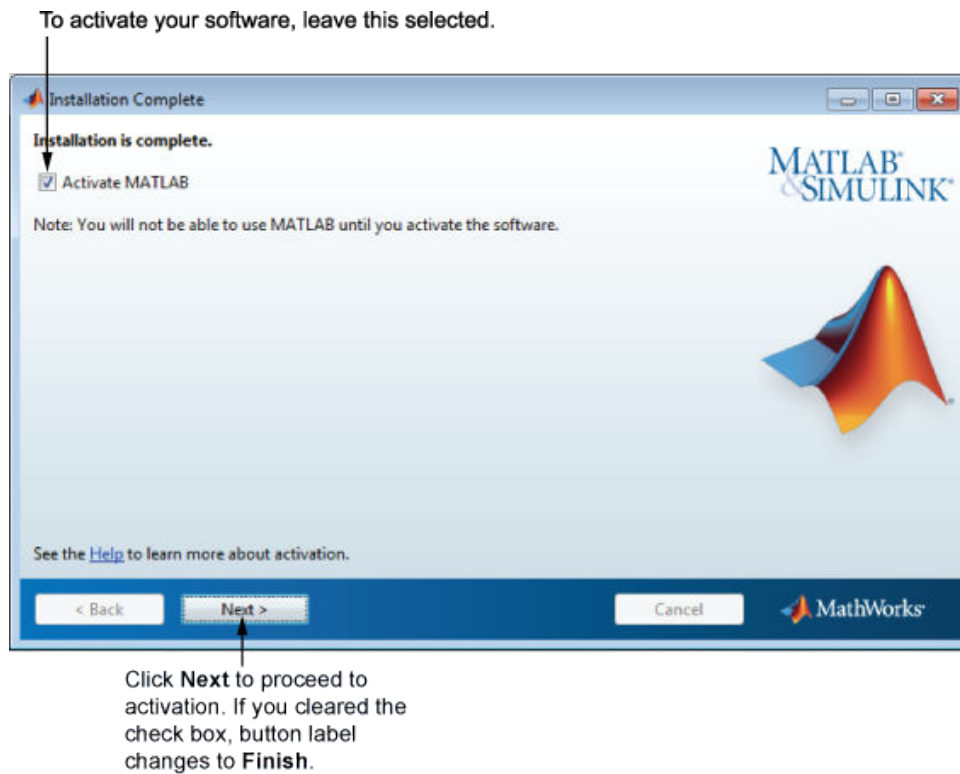 To activate your software, leave this selected.
Installation Complete
Installation is complete.
MATLAB®
&SIMULINK®
Activate MATLAB
Note: You will not be able to use MATLAB until you activate the software.
See the Help to learn more about activation.
< Back Next > Cancel MathWorks®
Click Next to proceed to
activation. If you cleared the
check box, button label
changes to Finish.